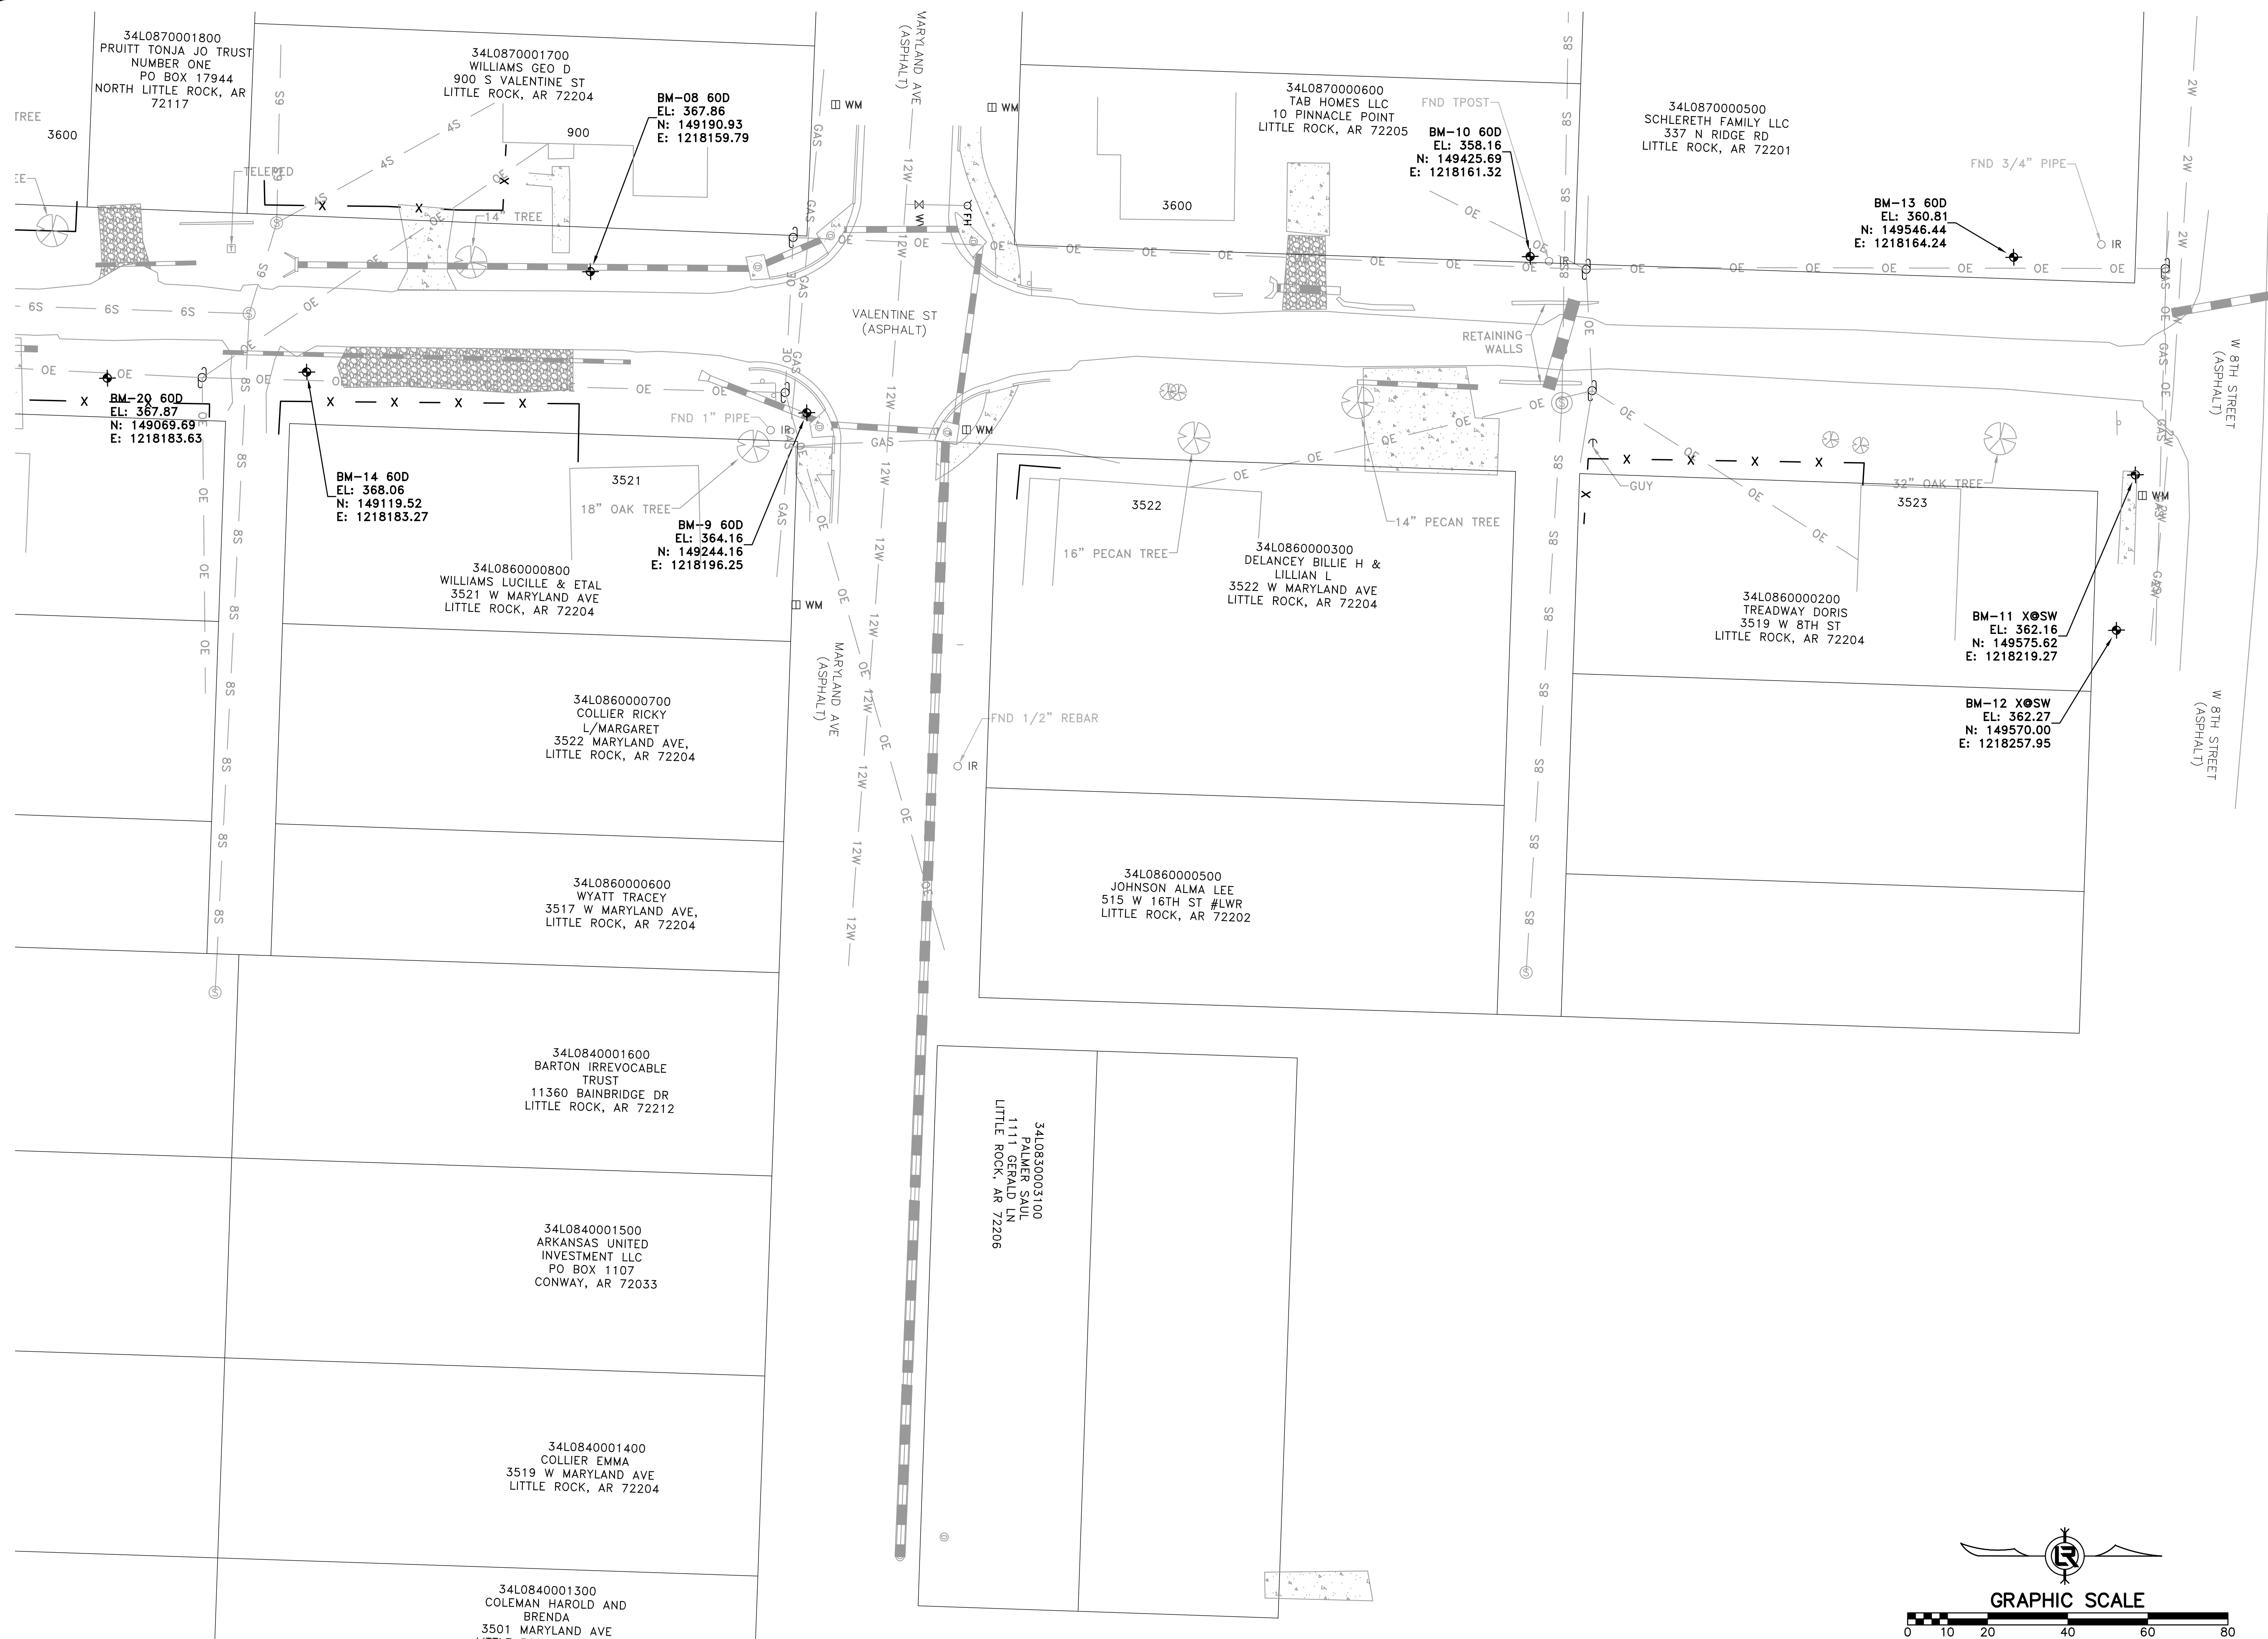 34L0870001800
PRUITT TONJA JO TRUST
NUMBER ONE
PO BOX 17944
NORTH LITTLE ROCK, AR
72117
34L0870001700
WILLIAMS GEO D
900 S VALENTINE ST
LITTLE ROCK, AR 72204
BM-08 60D
EL: 367.86
N: 149190.93
E: 1218159.79
MARYLAND AVE
(ASPHALT)
34L0870000600
TAB HOMES LLC
10 PINNACLE POINT
LITTLE ROCK, AR 72205
FND TPOST
BM-10 60D
EL: 358.16
N: 149425.69
E: 1218161.32
34L0870000500
SCHLERETH FAMILY LLC
337 N RIDGE RD
LITTLE ROCK, AR 72201
FND 3/4" PIPE
BM-13 60D
EL: 360.81
N: 149546.44
E: 1218164.24
TREE
3600
900
WM
WM
TELEPED
14" TREE
WV
FH
3600
IR
IR
VALENTINE ST
(ASPHALT)
RETAINING
WALLS
W 8TH STREET
(ASPHALT)
BM-20 60D
EL: 367.87
N: 149069.69
E: 1218183.63
BM-14 60D
EL: 368.06
N: 149119.52
E: 1218183.27
FND 1" PIPE
IR
WM
3521
18" OAK TREE
BM-9 60D
EL: 364.16
N: 149244.16
E: 1218196.25
3522
16" PECAN TREE
14" PECAN TREE
GUY
32" OAK TREE
3523
WM
34L0860000800
WILLIAMS LUCILLE & ETAL
3521 W MARYLAND AVE
LITTLE ROCK, AR 72204
WM
34L0860000300
DELANCEY BILLIE H &
LILLIAN L
3522 W MARYLAND AVE
LITTLE ROCK, AR 72204
34L0860000200
TREADWAY DORIS
3519 W 8TH ST
LITTLE ROCK, AR 72204
BM-11 X@SW
EL: 362.16
N: 149575.62
E: 1218219.27
BM-12 X@SW
EL: 362.27
N: 149570.00
E: 1218257.95
MARYLAND AVE
(ASPHALT)
W 8TH STREET
(ASPHALT)
34L0860000700
COLLIER RICKY
L/MARGARET
3522 MARYLAND AVE,
LITTLE ROCK, AR 72204
FND 1/2" REBAR
IR
34L0860000600
WYATT TRACEY
3517 W MARYLAND AVE,
LITTLE ROCK, AR 72204
34L0860000500
JOHNSON ALMA LEE
515 W 16TH ST #LWR
LITTLE ROCK, AR 72202
34L0840001600
BARTON IRREVOCABLE
TRUST
11360 BAINBRIDGE DR
LITTLE ROCK, AR 72212
34L0830003100
PALMER SAUL
1111 GERALD LN
LITTLE ROCK, AR 72206
34L0840001500
ARKANSAS UNITED
INVESTMENT LLC
PO BOX 1107
CONWAY, AR 72033
34L0840001400
COLLIER EMMA
3519 W MARYLAND AVE
LITTLE ROCK, AR 72204
34L0840001300
COLEMAN HAROLD AND
BRENDA
3501 MARYLAND AVE
GRAPHIC SCALE
0 10 20 40 60 80